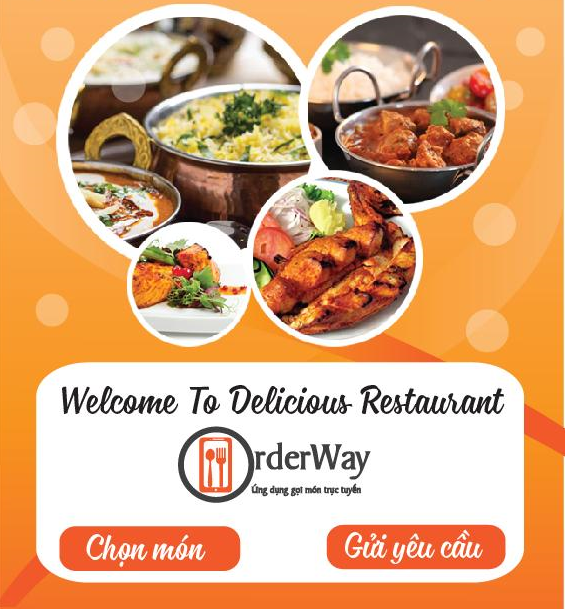 Welcome To Delicious Restaurant
OrderWay
Ứng dụng gọi món trực tuyến
Chọn món
Gửi yêu cầu